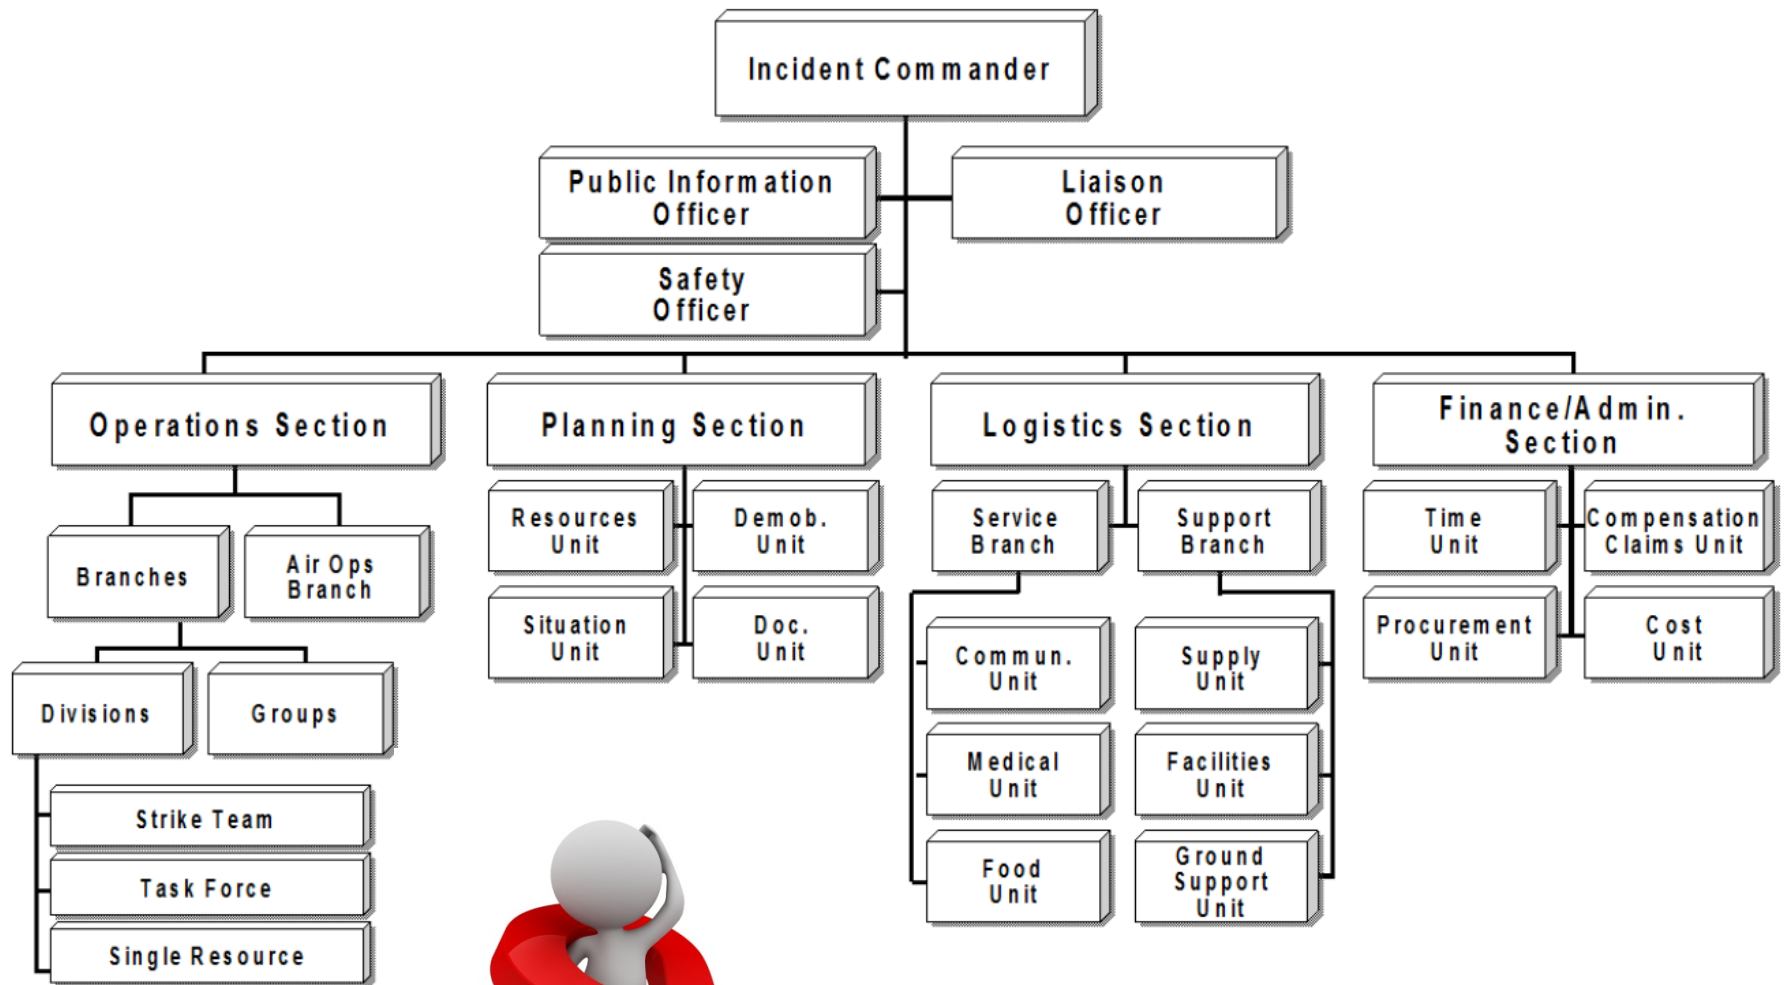 Incident Commander
Public Information
Officer
Liaison
Officer
Safety
Officer
Operations Section
Planning Section
Logistics Section
Finance/Admin.
Section
Branches
Air Ops
Branch
Divisions
Groups
Strike Team
Task Force
Single Resource
Resources
Unit
Demob.
Unit
Situation
Unit
Doc.
Unit
Service
Branch
Support
Branch
Commun.
Unit
Medical
Unit
Food
Unit
Supply
Unit
Facilities
Unit
Ground
Support
Unit
Time
Unit
Compensation
Claims Unit
Procurement
Unit
Cost
Unit